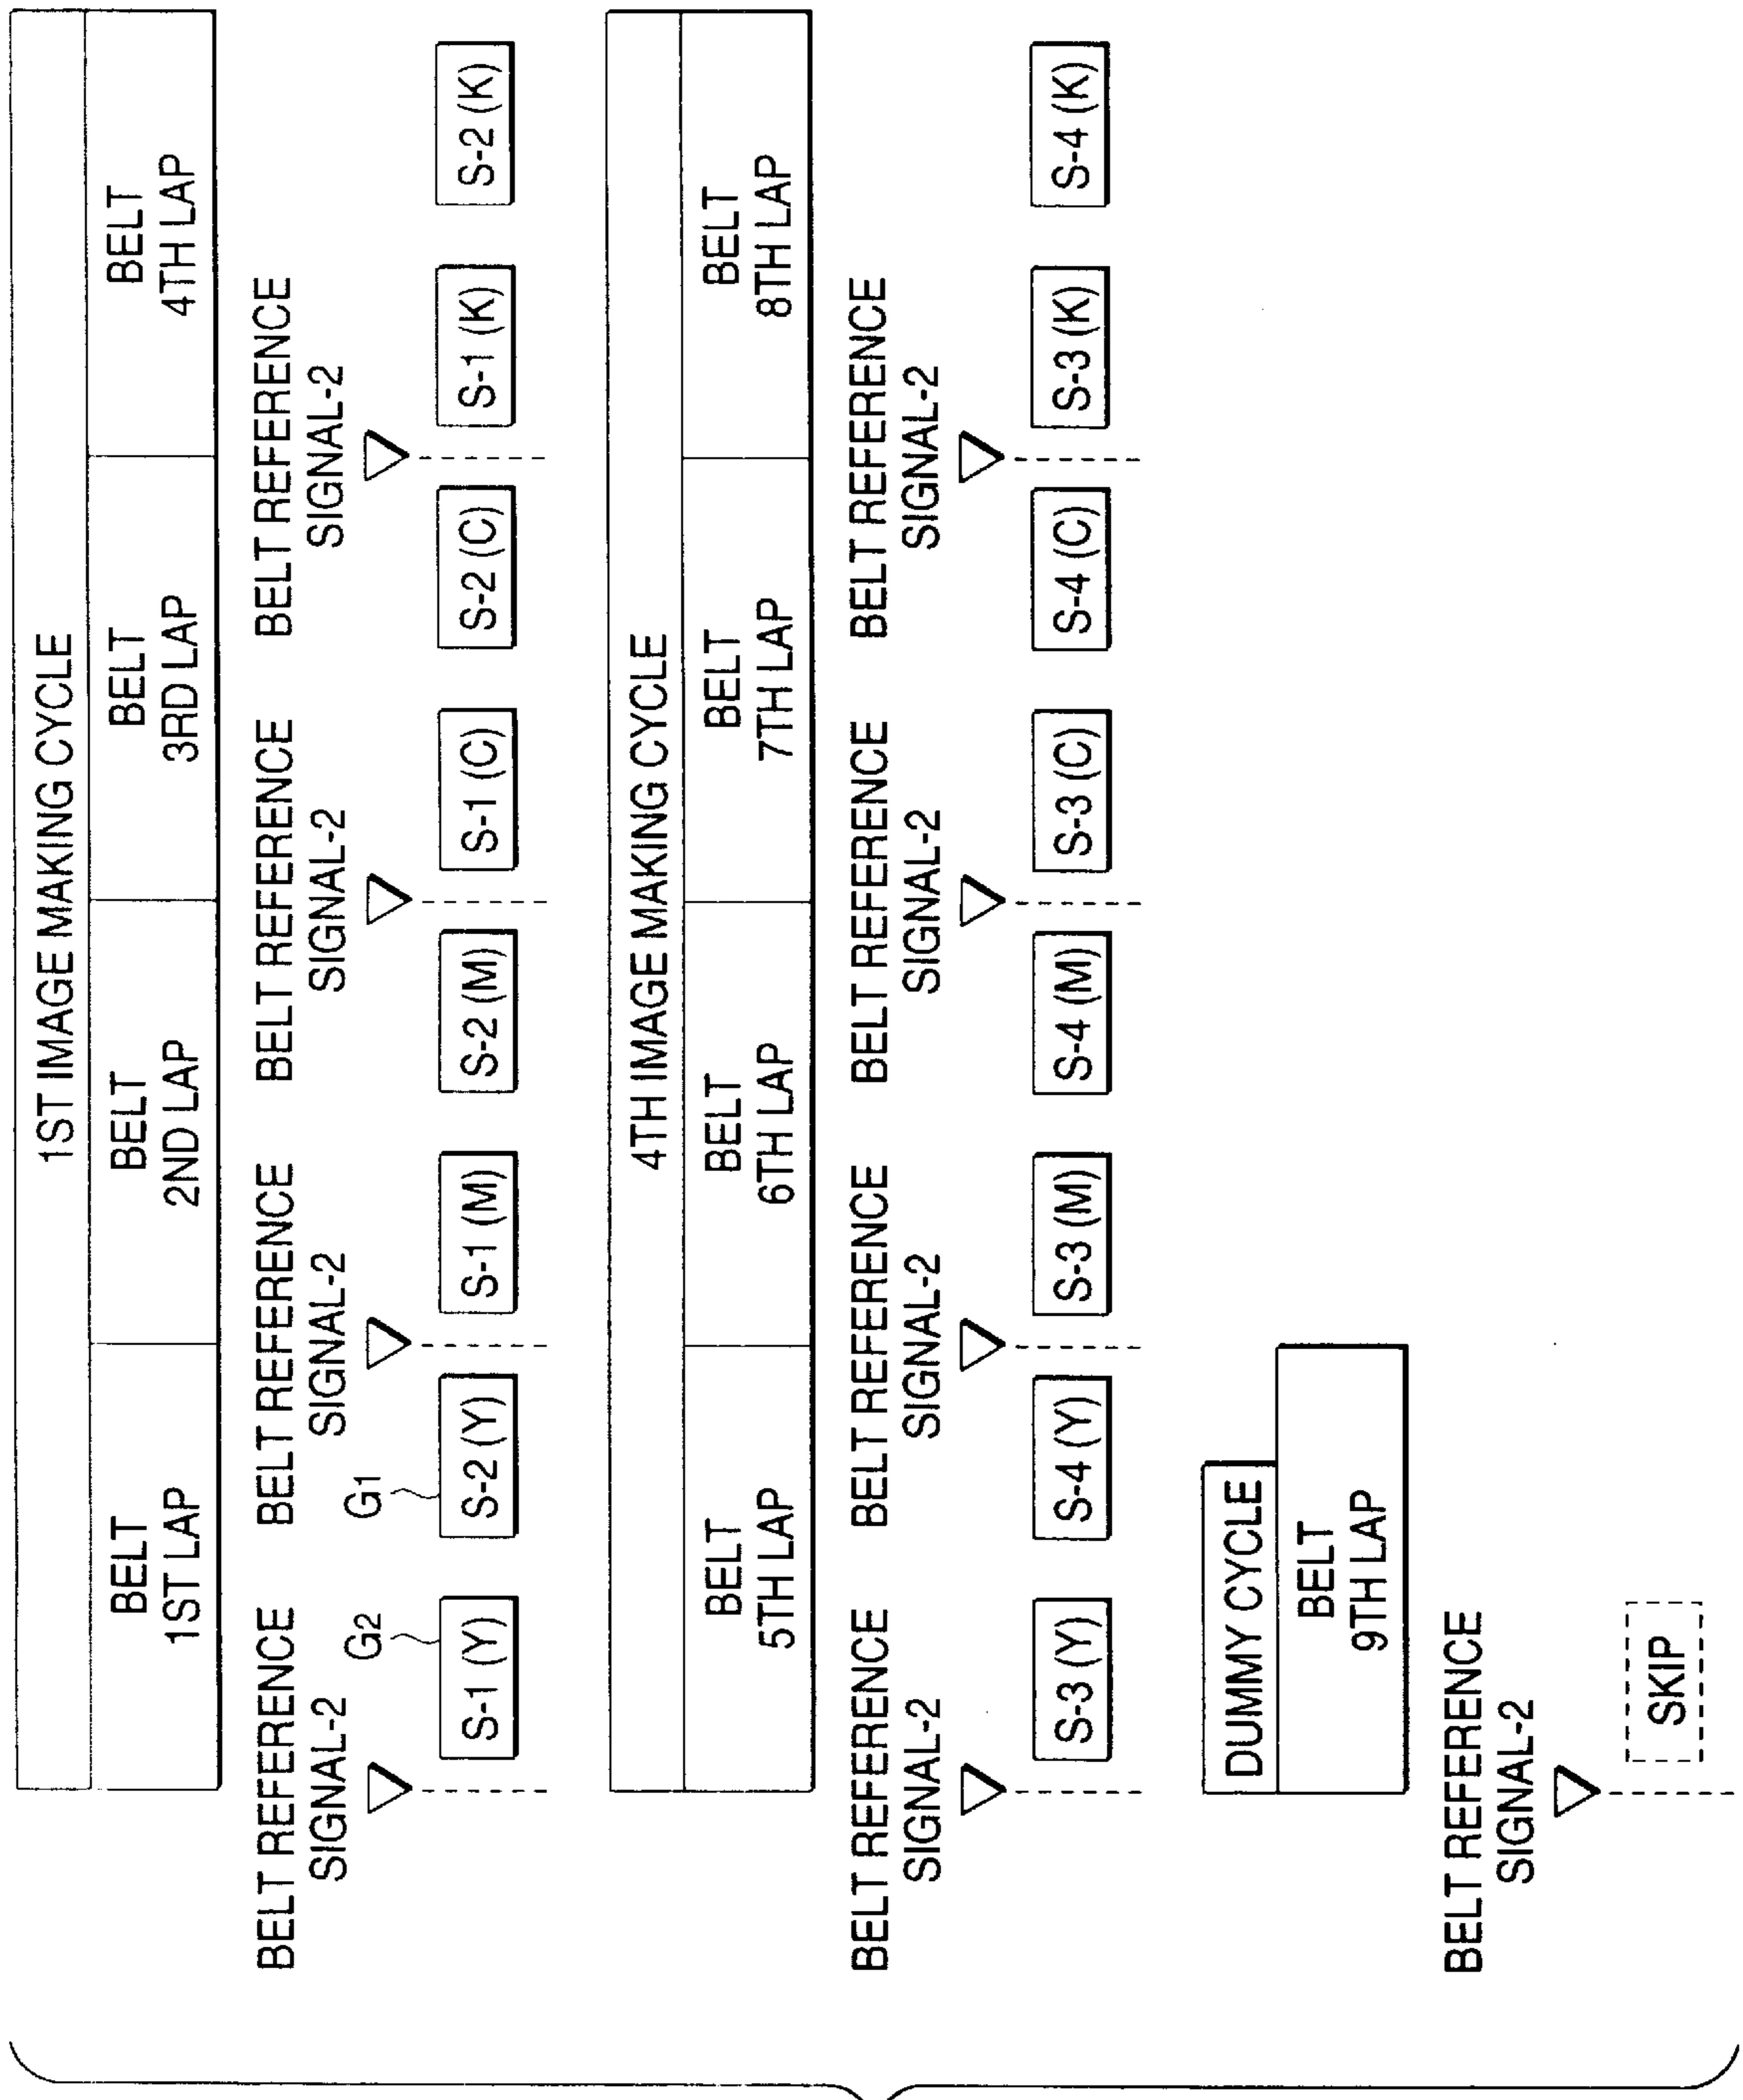 1ST IMAGE MAKING CYCLE
BELT
1ST LAP
BELT
2ND LAP
BELT
3RD LAP
BELT
4TH LAP
BELT REFERENCE
SIGNAL-2
BELT REFERENCE
SIGNAL-2
BELT REFERENCE
SIGNAL-2
BELT REFERENCE
SIGNAL-2
G2
G1
S-1 (Y)
S-2 (Y)
S-1 (M)
S-2 (M)
S-1 (C)
S-2 (C)
S-1 (K)
S-2 (K)
4TH IMAGE MAKING CYCLE
BELT
5TH LAP
BELT
6TH LAP
BELT
7TH LAP
BELT
8TH LAP
BELT REFERENCE
SIGNAL-2
BELT REFERENCE
SIGNAL-2
BELT REFERENCE
SIGNAL-2
BELT REFERENCE
SIGNAL-2
S-3 (Y)
S-4 (Y)
S-3 (M)
S-4 (M)
S-3 (C)
S-4 (C)
S-3 (K)
S-4 (K)
DUMMY CYCLE
BELT
9TH LAP
BELT REFERENCE
SIGNAL-2
SKIP